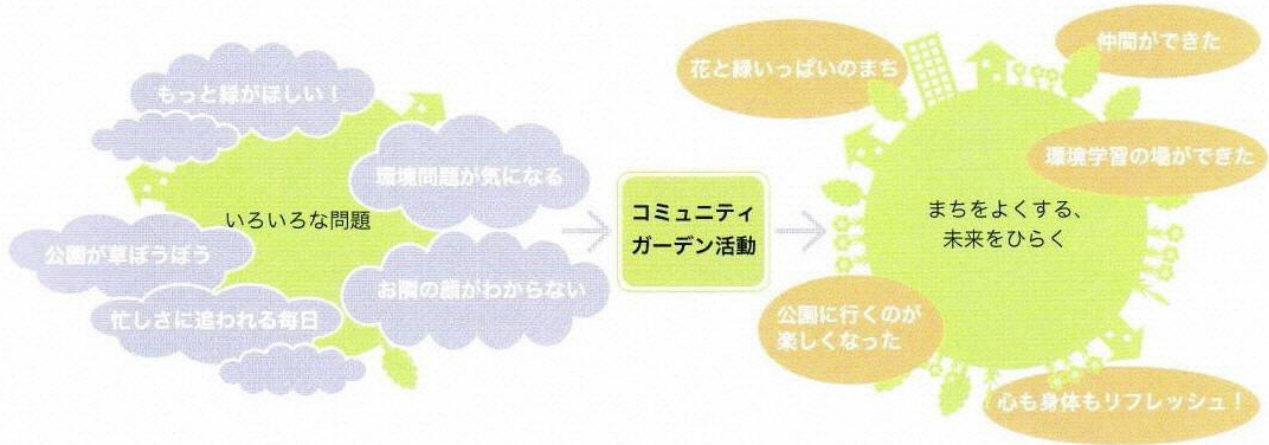 もっと緑がほしい！
環境問題が気になる
いろいろな問題
公園が草ぼうぼう
お隣の顔がわからない
忙しさに追われる毎日
コミュニティ
ガーデン活動
花と緑いっぱいのまち
仲間ができた
環境学習の場ができた
まちをよくする、
未来をひらく
公園に行くのが
楽しくなった
心も身体もリフレッシュ！